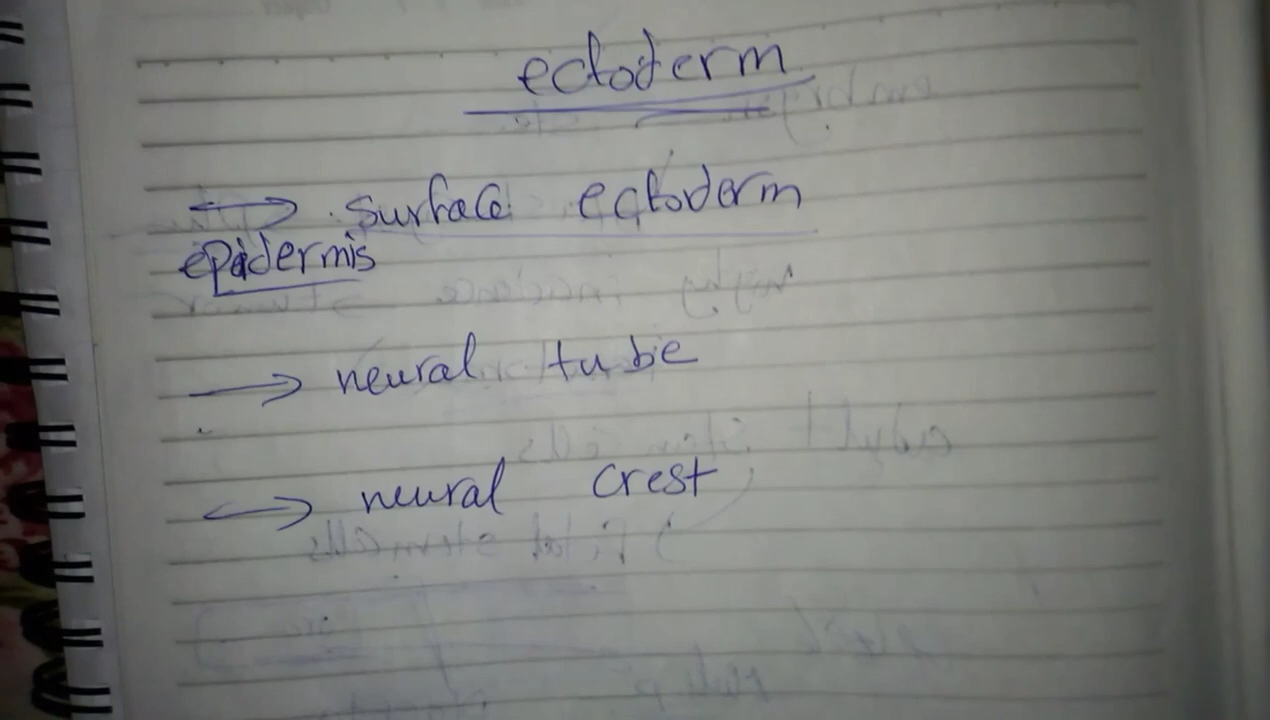 ectoderm
→ surface ectoderm
epidermis
→ neural tube
→ neural crest